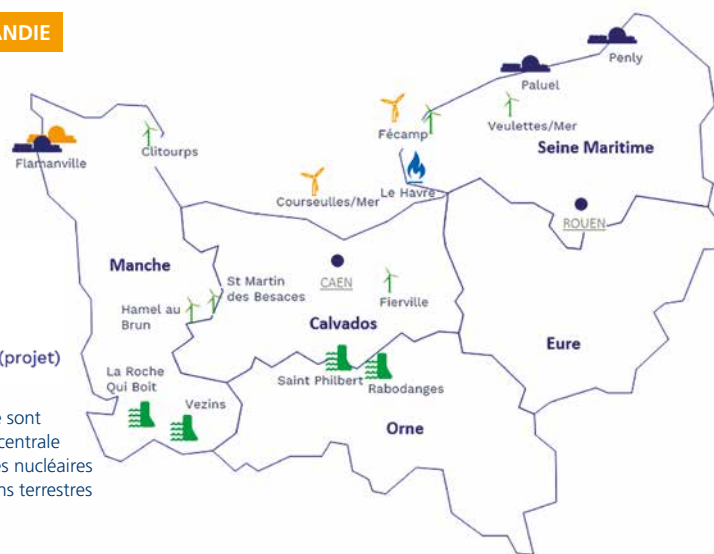 ANDIE
Penly
Paluel
Veulettes/Mer
Fécamp
Seine Maritime
Clitourps
Flamanville
Courseulles/Mer
Le Havre
ROUEN
Manche
St Martin
des Besaces
CAEN
Fierville
Hamel au
Brun
Calvados
Eure
(projet)
La Roche
Qui Boit
Vezins
Saint Philbert
Rabodanges
Orne
sont
centrale
es nucléaires
ns terrestres